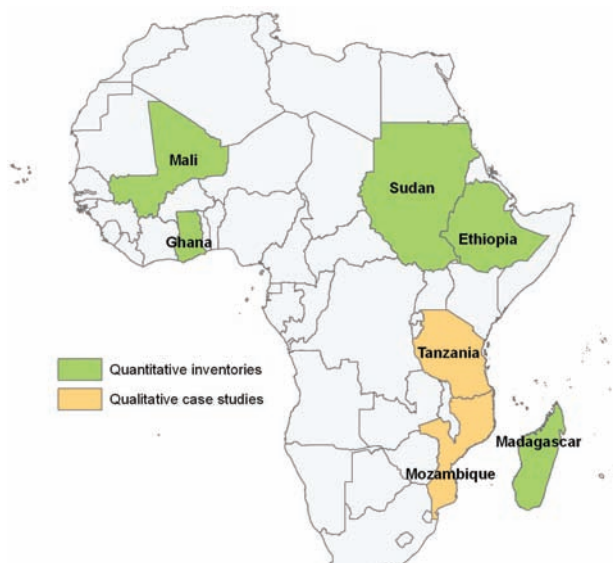 Mali
Sudan
Ghana
Ethiopia
Tanzania
Quantitative inventories
Qualitative case studies
Madagascar
Mozambique